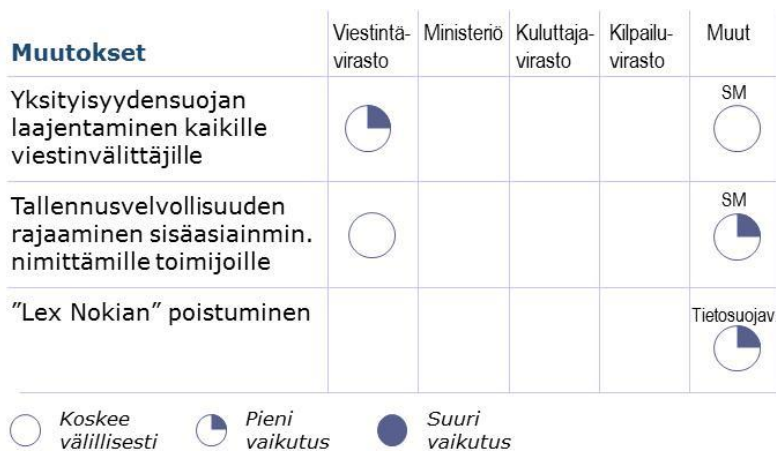 Muutokset
Viestintä-
virasto
Ministeriö
Kuluttaja-
virasto
Kilpailu-
virasto
Muut
Yksityisyydensuojan
laajentaminen kaikille
viestinvälittäjille
SM
Tallennusvelvollisuuden
rajaaminen sisäasiainmin.
nimittämille toimijoille
SM
”Lex Nokian” poistuminen
Tietosuojav
Koskee
välillisesti
Pieni
vaikutus
Suuri
vaikutus